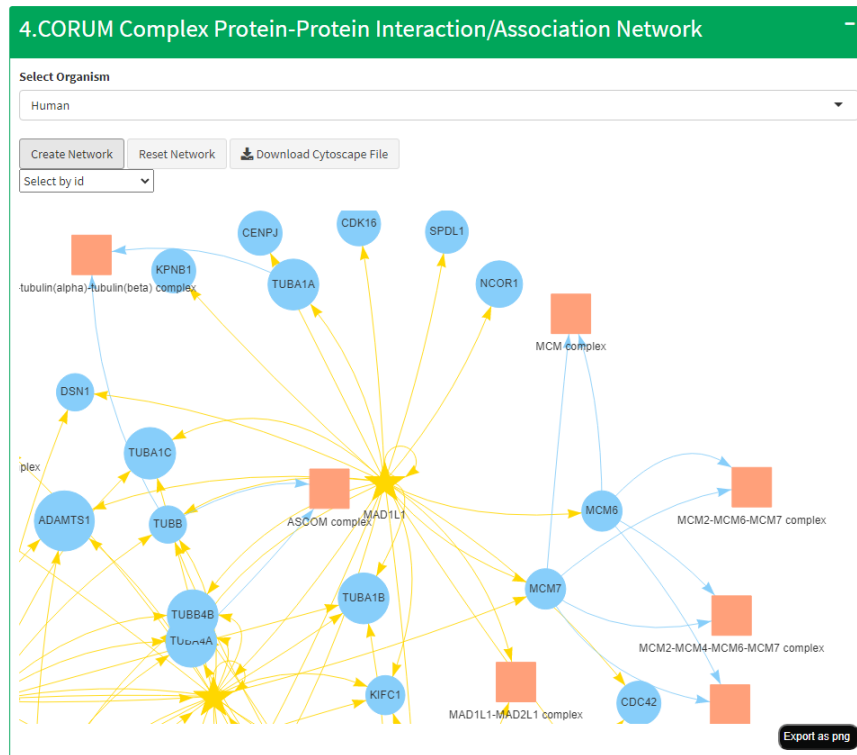 4.CORUM Complex Protein-Protein Interaction/Association Network
Select Organism
Human
Create Network
Reset Network
Download Cytoscape File
Select by id
CENPJ
CDK16
SPDL1
KPNB1
TUBA1A
NCOR1
-tubulin(alpha)-tubulin(beta) complex
MCM complex
DSN1
TUBA1C
plex
MAD1L1
MCM6
ADAMTS1
TUBB
ASCOM complex
MCM2-MCM6-MCM7 complex
MCM7
TUBA1B
TUBB4B
TUBA4A
MCM2-MCM4-MCM6-MCM7 complex
KIFC1
MAD1L1-MAD2L1 complex
CDC42
Export as png